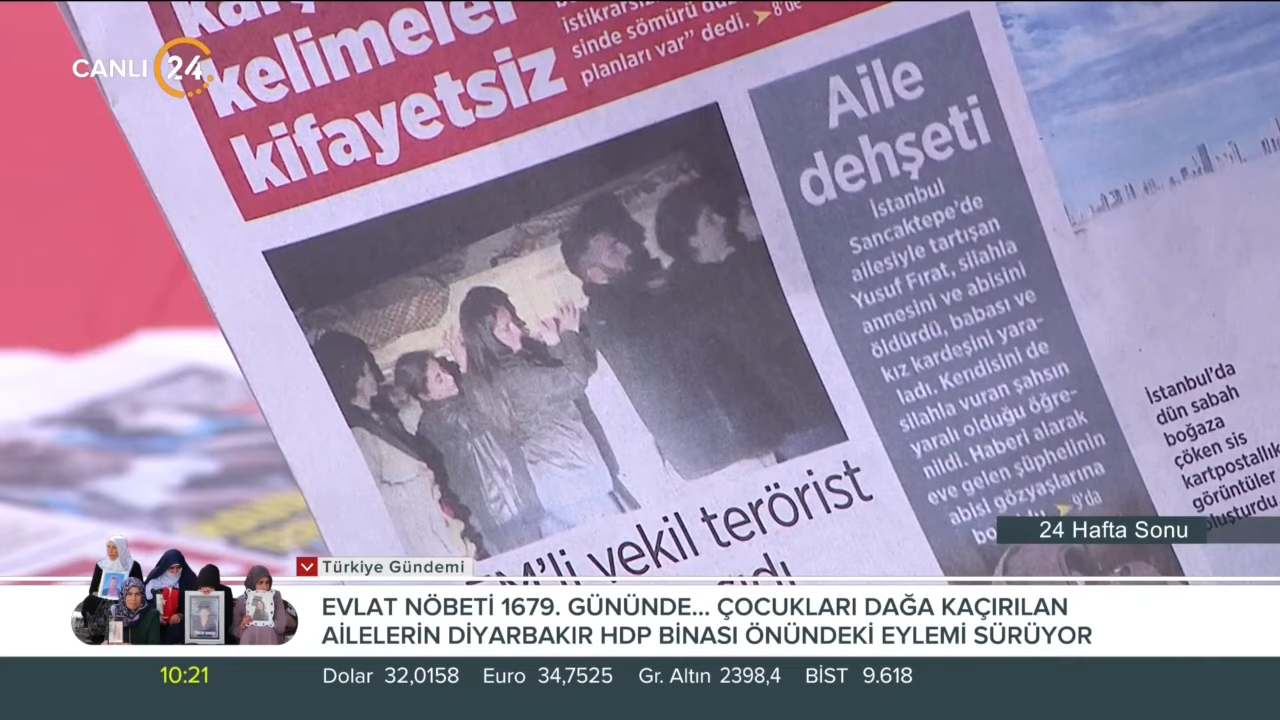 CANLI 24
kelimeler
kifayetsiz
sinde sömürü
planları var” dedi. 8'de
Aile
dehşeti
İstanbul
Sancaktepe'de
ailesiyle tartışan
Yusuf Fırat, silahla
annesini ve abisini
öldürdü, babası ve
kız kardeşini yara-
ladı. Kendisini de
silahla vuran şahsın
yaralı olduğu öğre-
nildi. Haberi alarak
eve gelen şüphelinin
abisi gözyaşlarına
9'da
İstanbul'da
dün sabah
boğaza
çöken sis
kartpostallık
görüntüler
oluşturdu
vekil terörist
24 Hafta Sonu
Türkiye Gündemi
EVLAT NÖBETİ 1679. GÜNÜNDE... ÇOCUKLARI DAĞA KAÇIRILAN
AİLELERİN DİYARBAKIR HDP BİNASI ÖNÜNDEKİ EYLEMİ SÜRÜYOR
10:21 Dolar 32,0158 Euro 34,7525 Gr. Altın 2398,4 BİST 9.618